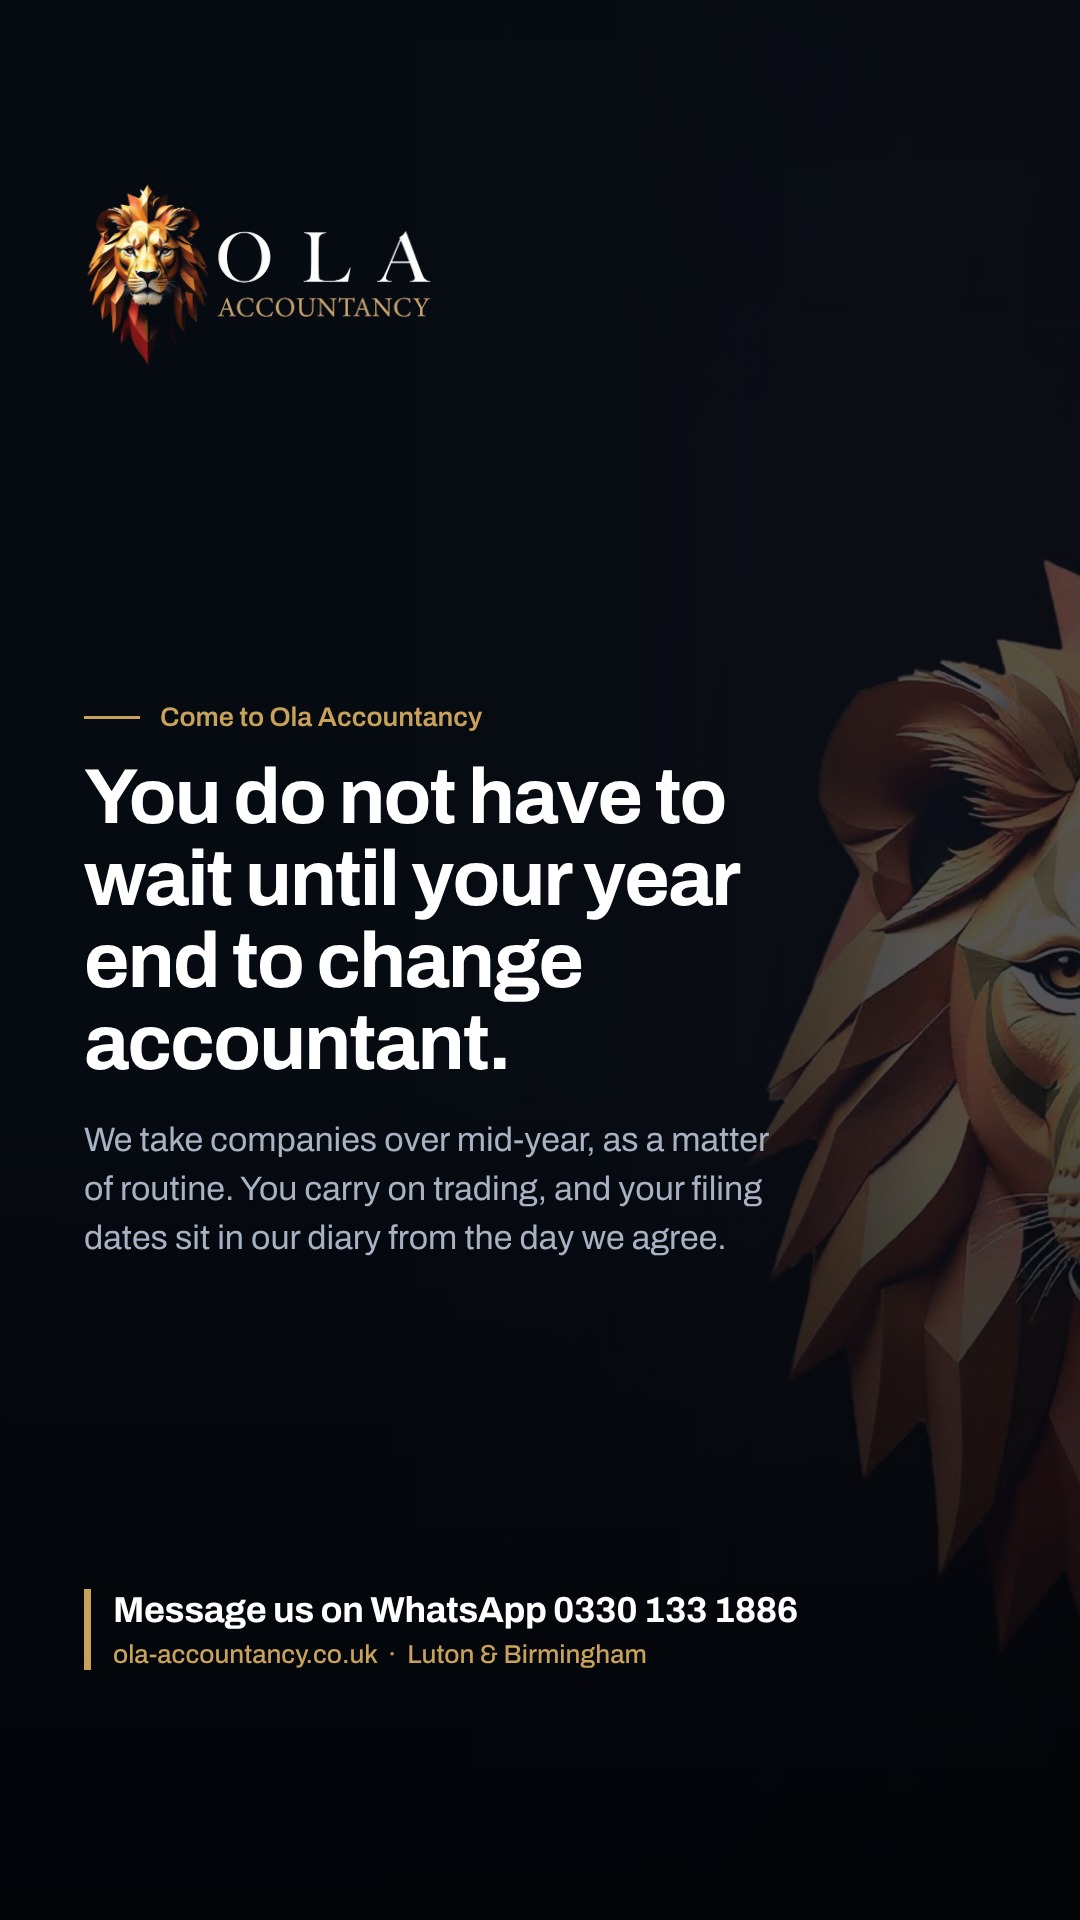 OLA
ACCOUNTANCY
Come to Ola Accountancy
You do not have to
wait until your year
end to change
accountant.
We take companies over mid-year, as a matter
of routine. You carry on trading, and your filing
dates sit in our diary from the day we agree.
Message us on WhatsApp 0330 133 1886
ola-accountancy.co.uk · Luton & Birmingham